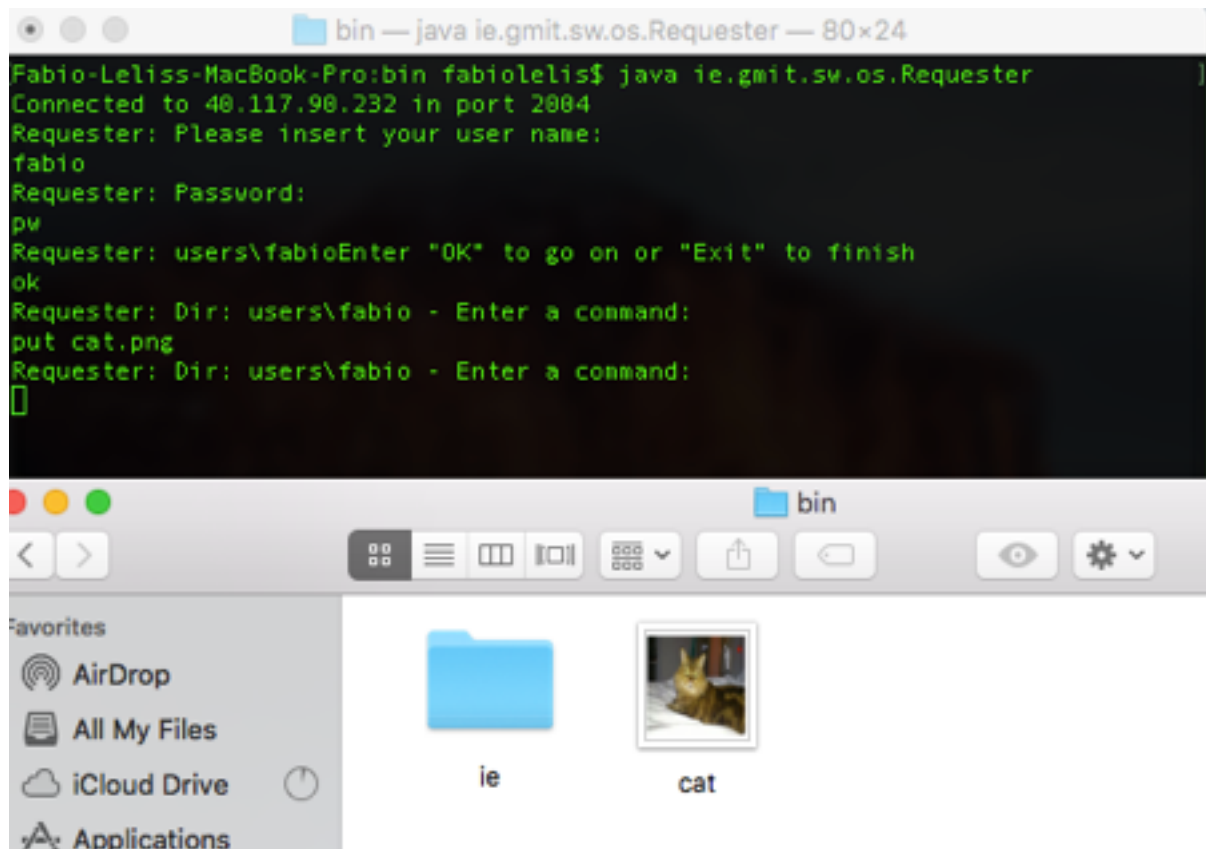 bin — java ie.gmit.sw.os.Requester — 80×24
Fabio-Leliss-MacBook-Pro:bin fabiolelis$ java ie.gmit.sw.os.Requester
Connected to 40.117.90.232 in port 2004
Requester: Please insert your user name:
fabio
Requester: Password:
pw
Requester: users\fabioEnter "OK" to go on or "Exit" to finish
ok
Requester: Dir: users\fabio - Enter a command:
put cat.png
Requester: Dir: users\fabio - Enter a command:
bin
Favorites
AirDrop
All My Files
iCloud Drive
Applications
ie
cat